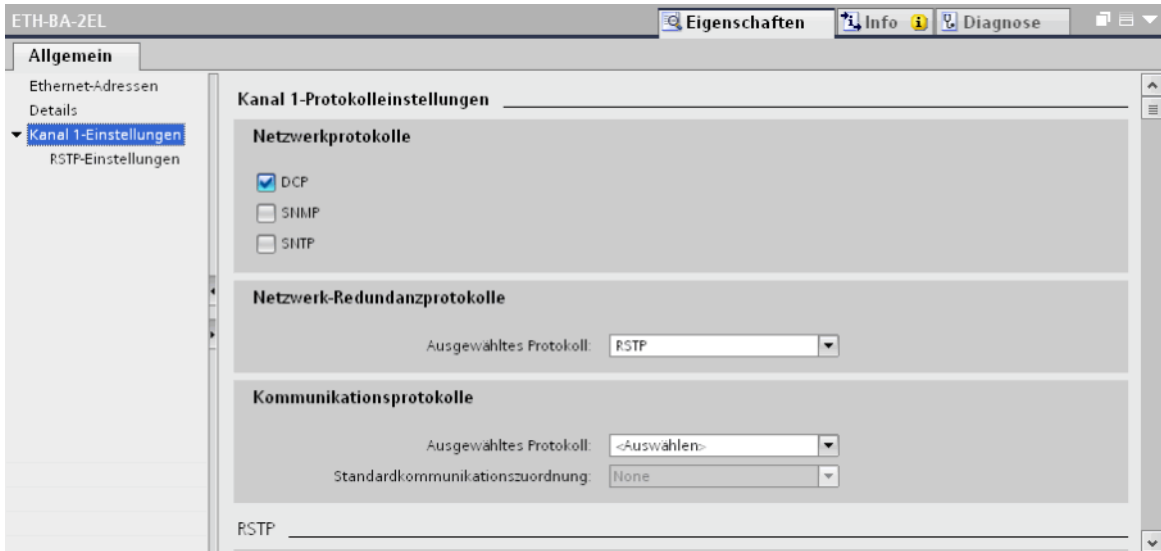 ETH-BA-2EL
Eigenschaften
Info
Diagnose
Allgemein
Ethernet-Adressen
Details
Kanal 1-Einstellungen
RSTP-Einstellungen
Kanal 1-Protokolleinstellungen
Netzwerkprotokolle
DCP
SNMP
SNTP
Netzwerk-Redundanzprotokolle
Ausgewähltes Protokoll: RSTP
Kommunikationsprotokolle
Ausgewähltes Protokoll: <Auswählen>
Standardkommunikationszuordnung: None
RSTP